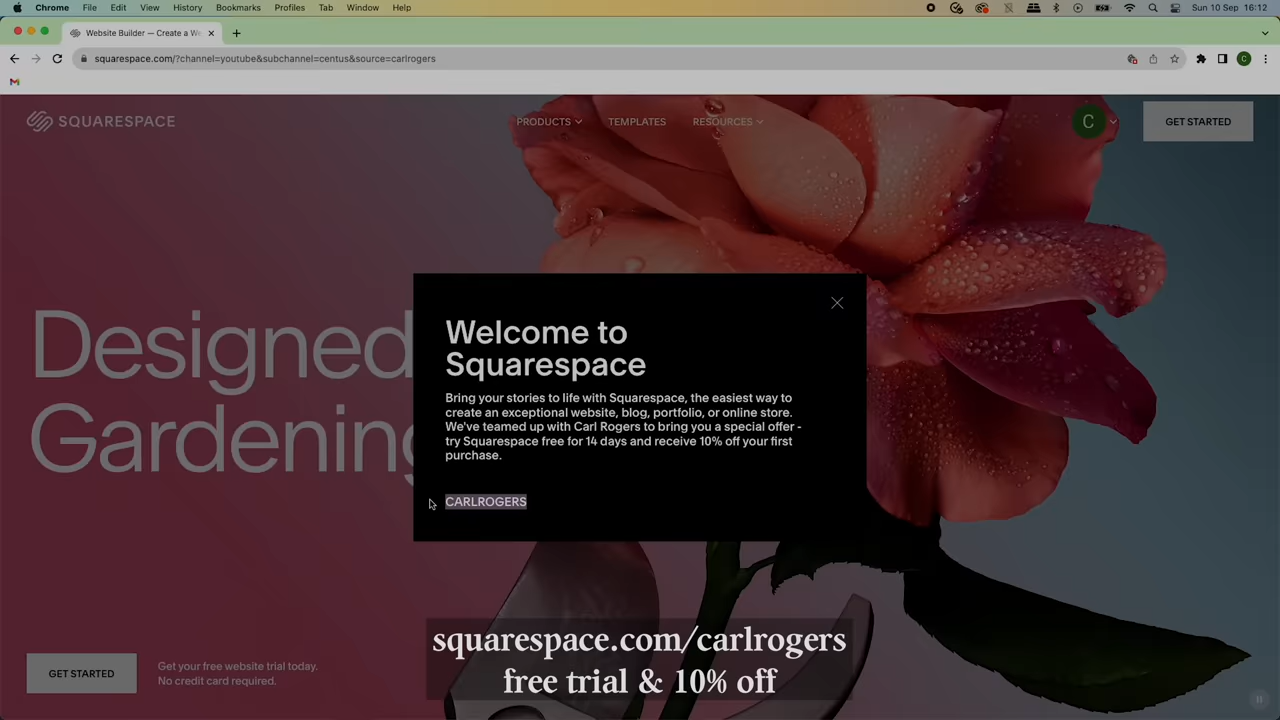 Chrome File Edit View History Bookmarks Profiles Tab Window Help Sun 10 Sep 16:12
Website Builder — Create a We
squarespace.com/?channel=youtube&subchannel=centus&source=carlrogers C
SQUARESPACE PRODUCTS TEMPLATES RESOURCES C GET STARTED
Designed
Gardening
Welcome to
Squarespace
Bring your stories to life with Squarespace, the easiest way to
create an exceptional website, blog, portfolio, or online store.
We've teamed up with Carl Rogers to bring you a special offer -
try Squarespace free for 14 days and receive 10% off your first
purchase.
CARLROGERS
GET STARTED
Get your free website trial today.
No credit card required.
squarespace.com/carlrogers
free trial & 10% off